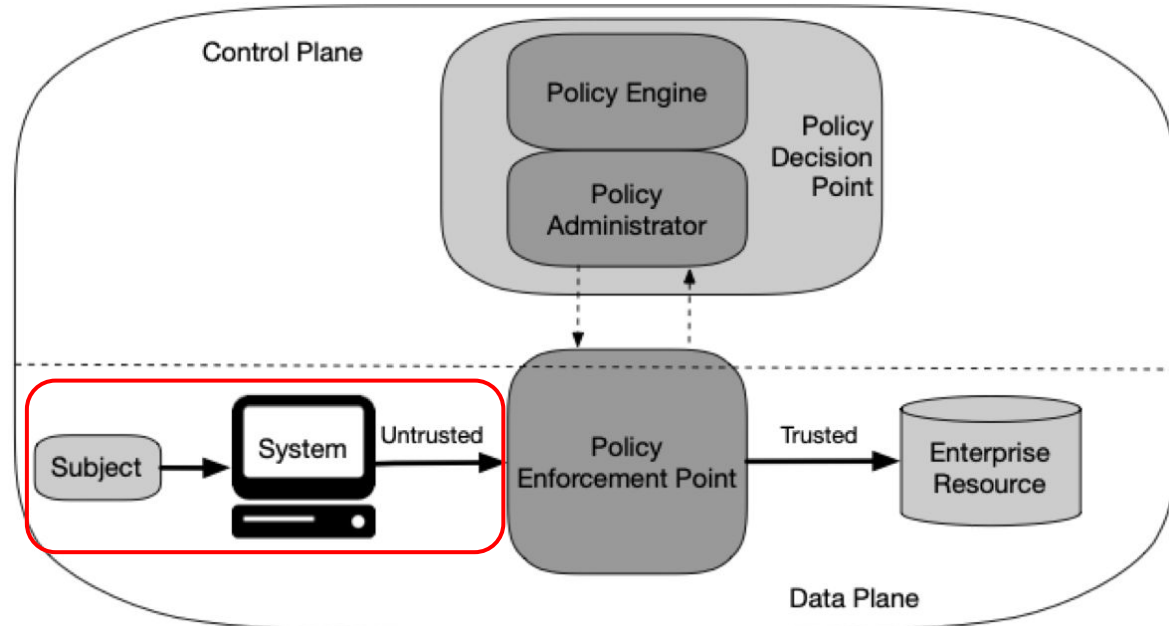 Control Plane
Policy Engine
Policy
Decision
Point
Policy
Administrator
Subject
System
Untrusted
Policy
Enforcement Point
Trusted
Enterprise
Resource
Data Plane